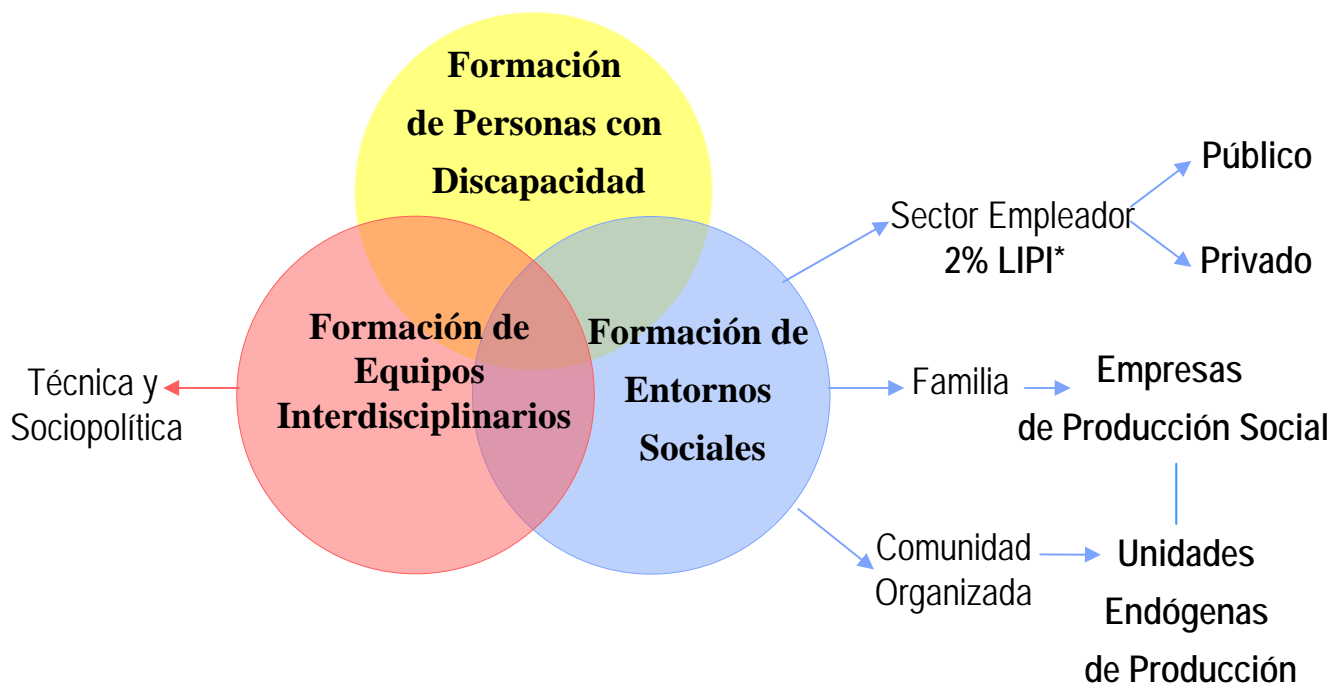 Formación
de Personas con
Discapacidad
Formación de
Equipos
Interdisciplinarios
Formación de
Entornos
Sociales
Técnica y
Sociopolítica
Sector Empleador
2% LIPI*
Público
Privado
Familia
Empresas
de Producción Social
Comunidad
Organizada
Unidades
Endógenas
de Producción